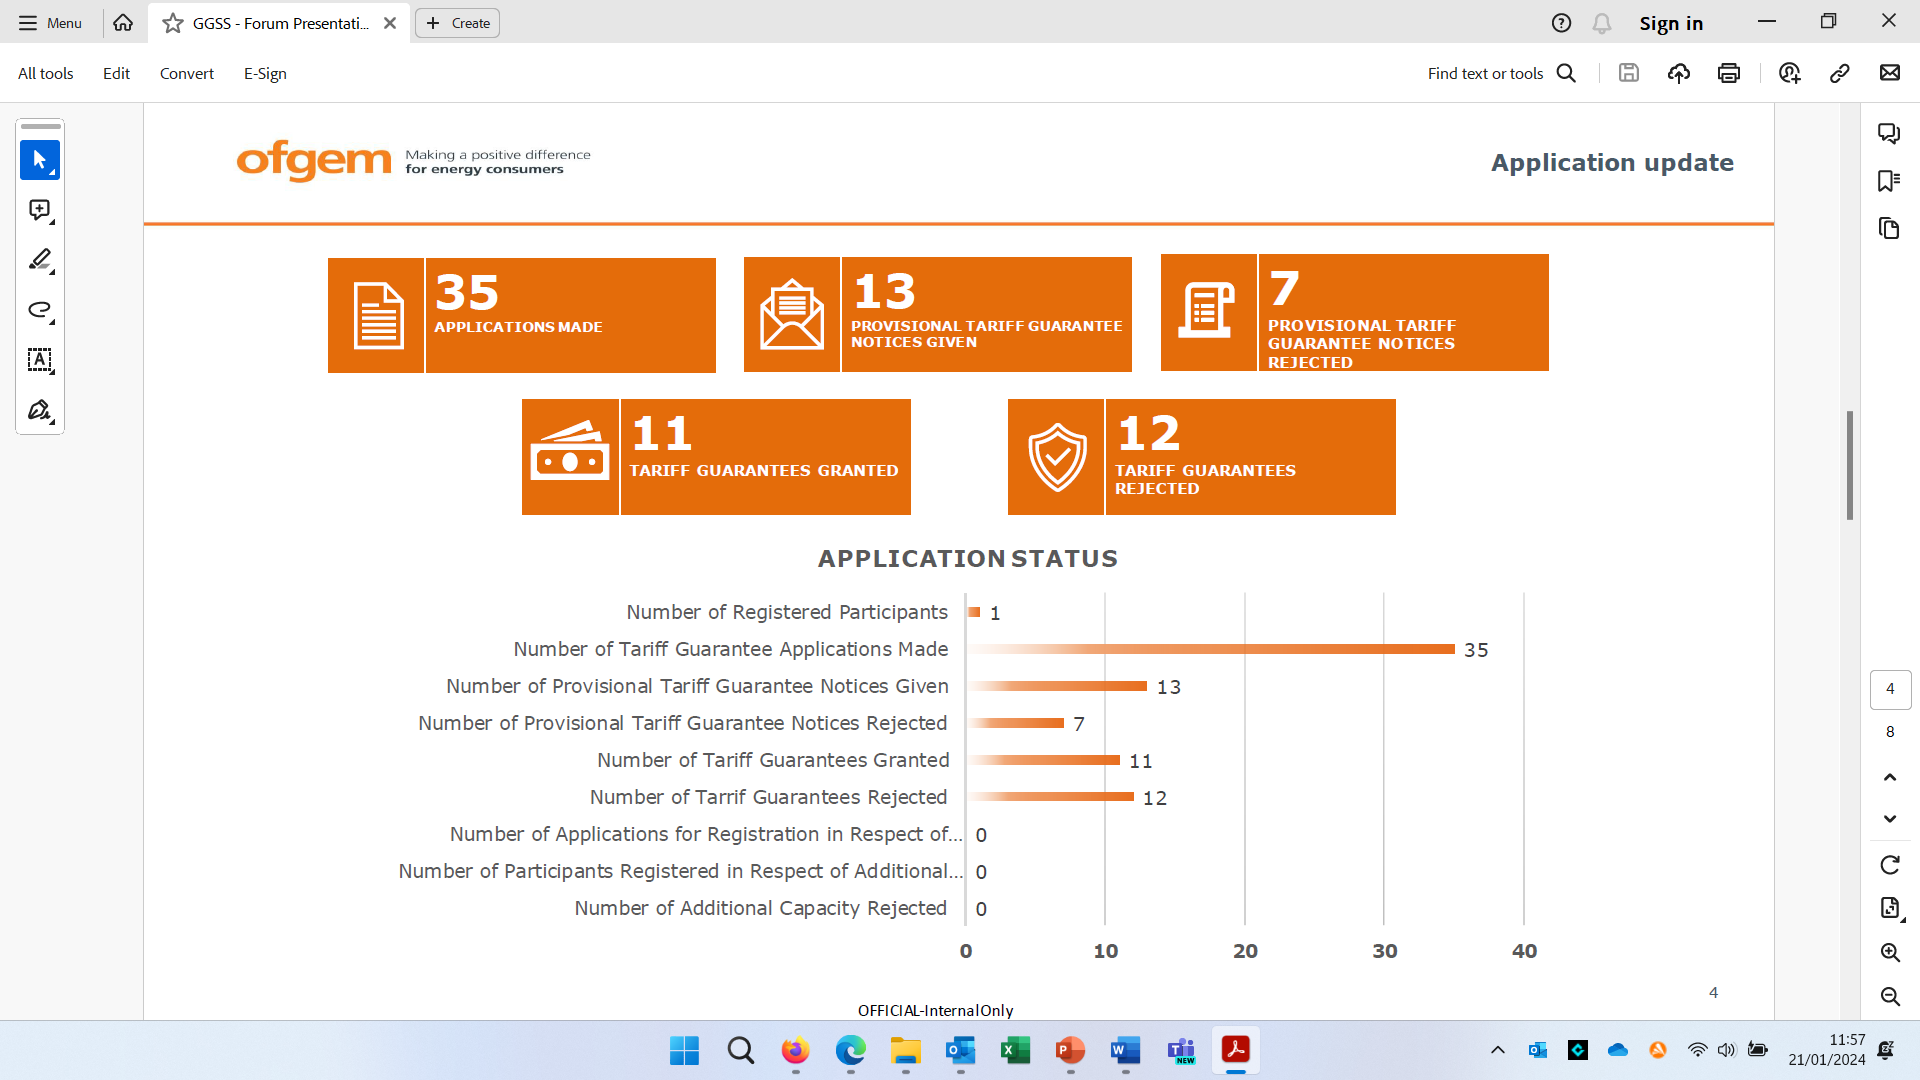 Menu
GGSS - Forum Presentati...
Create
Sign in
All tools
Edit
Convert
E-Sign
Find text or tools
ofgem
Making a positive difference
for energy consumers
Application update
35
APPLICATIONS MADE
13
PROVISIONAL TARIFF GUARANTEE
NOTICES GIVEN
7
PROVISIONAL TARIFF
GUARANTEE NOTICES
REJECTED
11
TARIFF GUARANTEES GRANTED
12
TARIFF GUARANTEES
REJECTED
APPLICATION STATUS
Number of Registered Participants 1
Number of Tariff Guarantee Applications Made 35
Number of Provisional Tariff Guarantee Notices Given 13
Number of Provisional Tariff Guarantee Notices Rejected 7
Number of Tariff Guarantees Granted 11
Number of Tarrif Guarantees Rejected 12
Number of Applications for Registration in Respect of... 0
Number of Participants Registered in Respect of Additional... 0
Number of Additional Capacity Rejected 0
0 10 20 30 40
4
OFFICIAL-Internal Only
4
8
NEW
11:57
21/01/2024